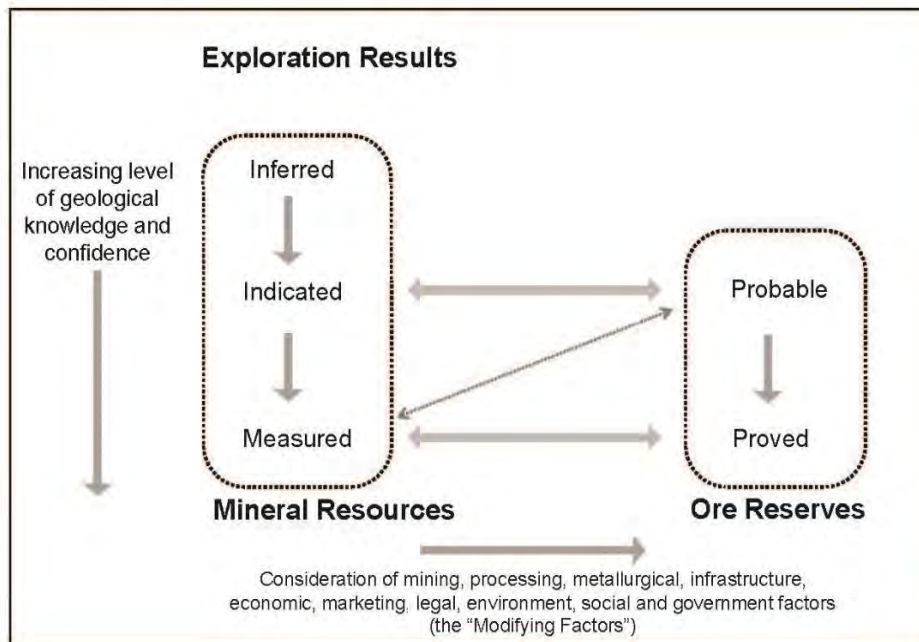 Exploration Results
Increasing level
of geological
knowledge and
confidence
Inferred
Indicated
Measured
Mineral Resources
Probable
Proved
Ore Reserves
Consideration of mining, processing, metallurgical, infrastructure,
economic, marketing, legal, environment, social and government factors
(the "Modifying Factors")